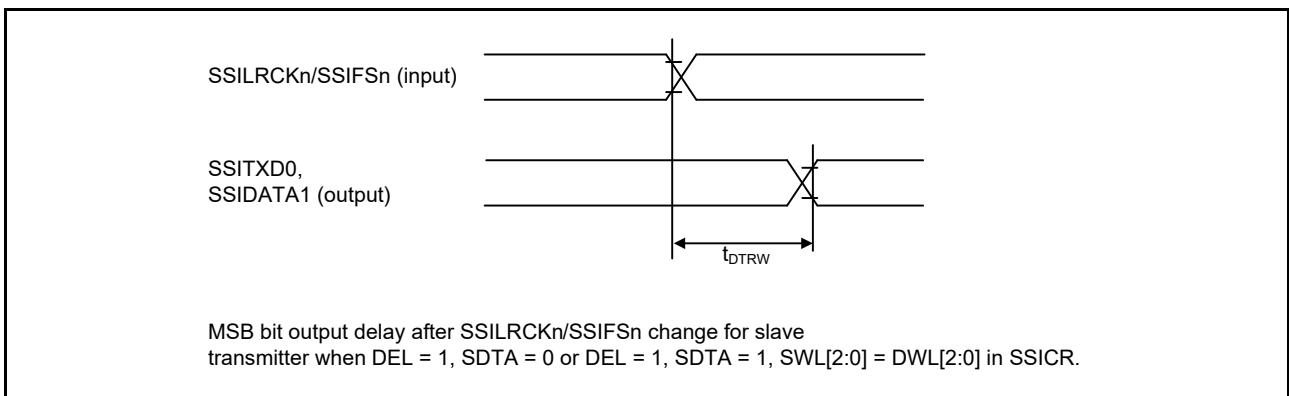 SSILRCKn/SSIFSn (input)
SSITXD0,
SSIDATA1 (output)
tDTRW
MSB bit output delay after SSILRCKn/SSIFSn change for slave
transmitter when DEL = 1, SDTA = 0 or DEL = 1, SDTA = 1, SWL[2:0] = DWL[2:0] in SSICR.